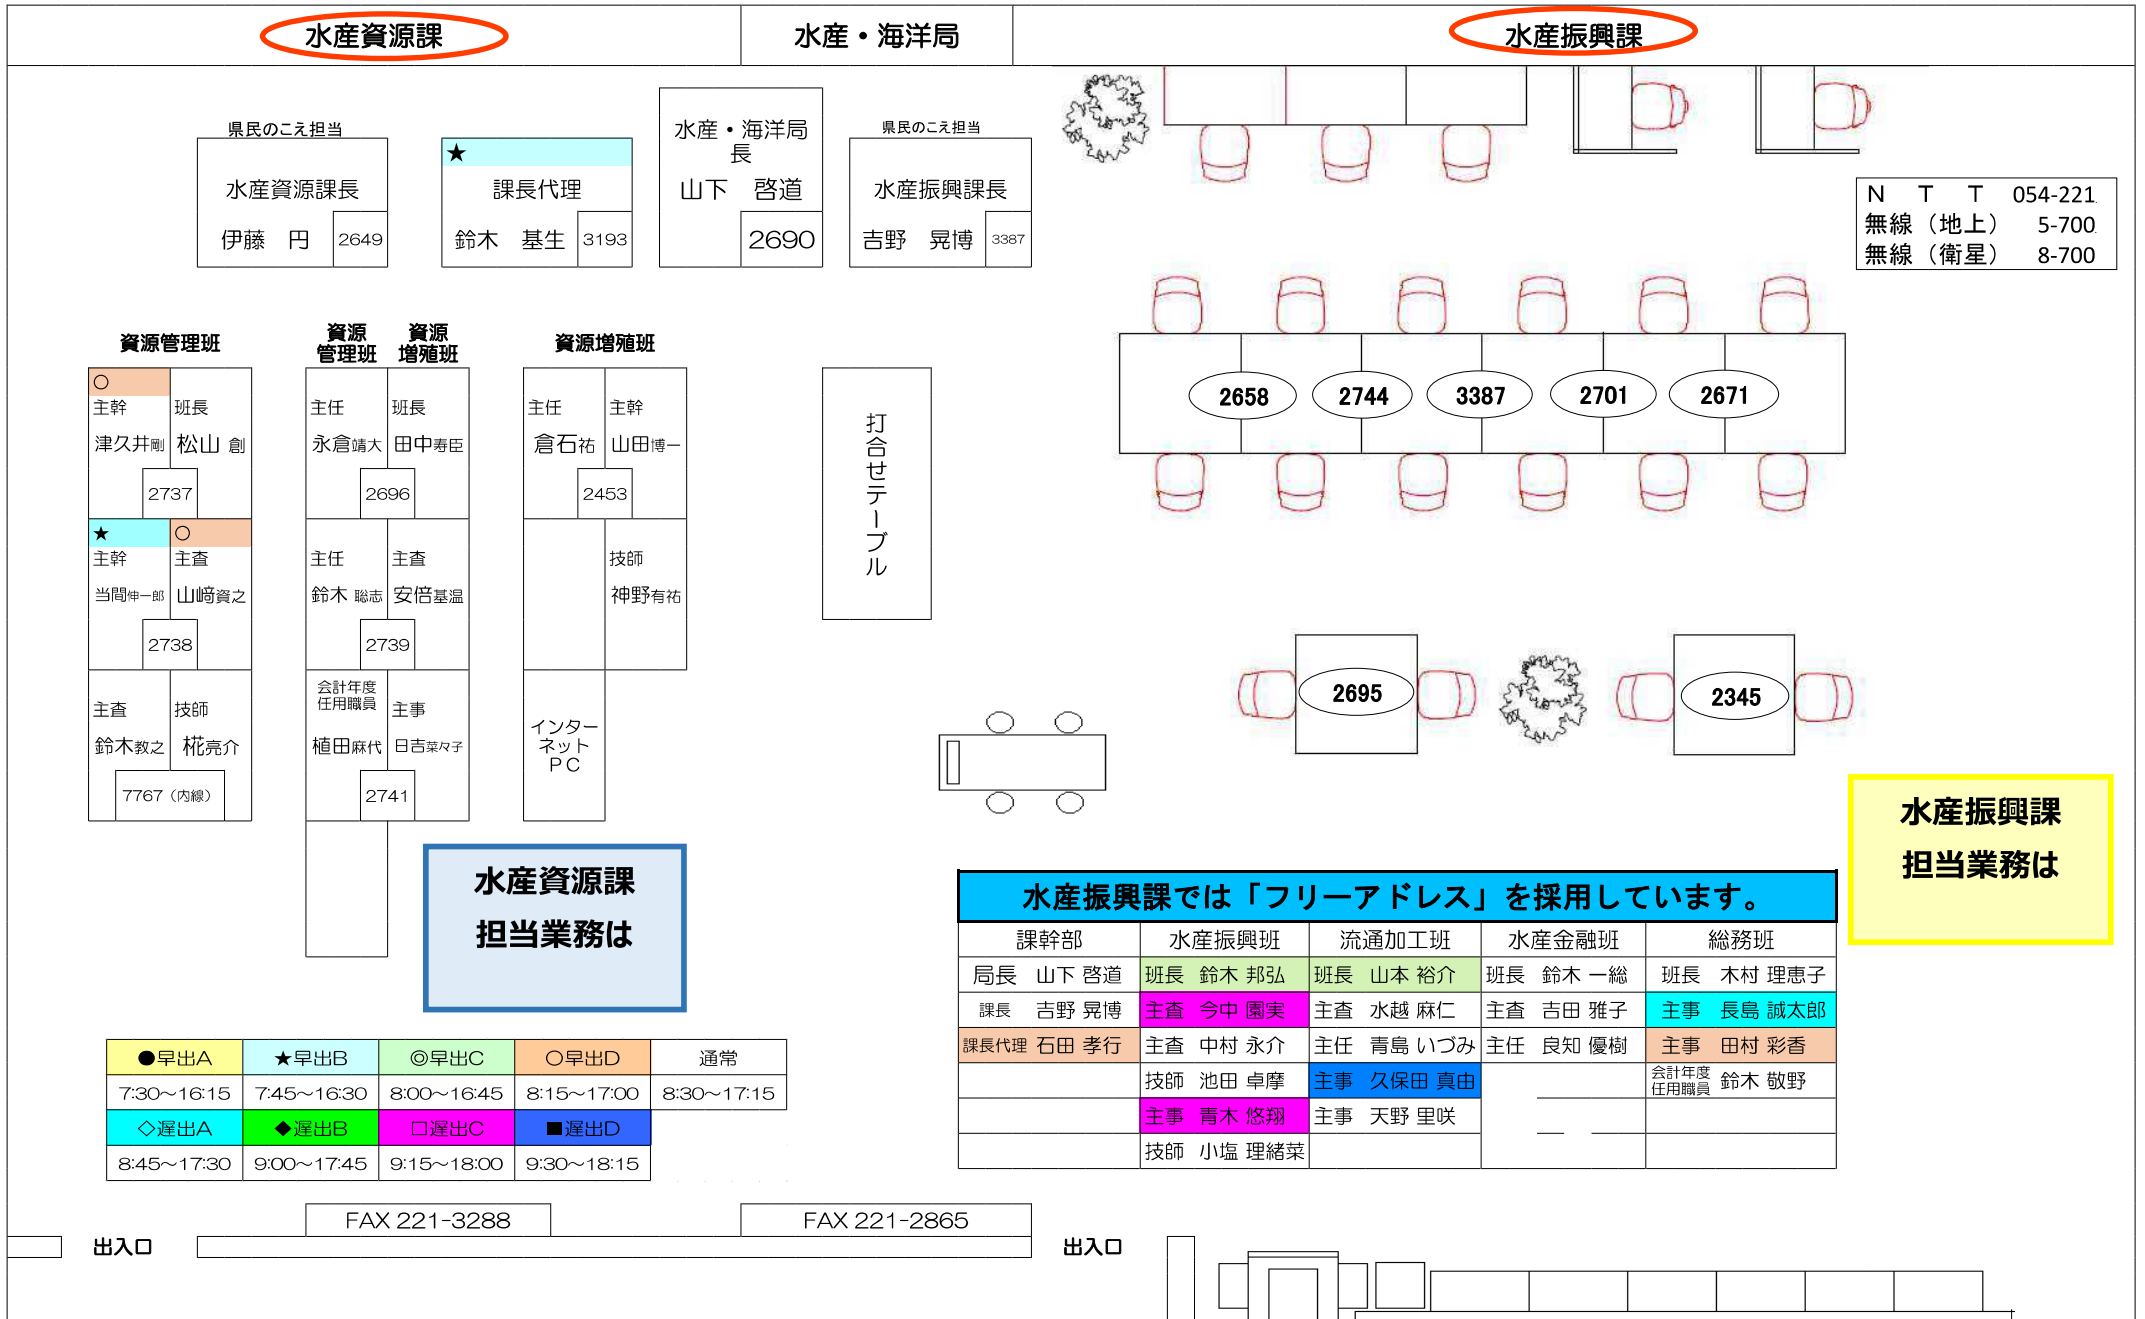 水産資源課
水産・海洋局
水産振興課
県民のこえ担当
水産資源課長
伊藤　円
2649
★
課長代理
鈴木　基生
3193
水産・海洋局
長
山下　啓道
2690
県民のこえ担当
水産振興課長
吉野　晃博
3387
ＮＴＴ 054-221
無線（地上） 5-700
無線（衛星） 8-700
資源管理班
○
主幹
津久井剛
班長
松山 創
2737
★
主幹
当間伸一郎
○
主査
山﨑資之
2738
主査
鈴木教之
技師
椛亮介
7767（内線）
資源
管理班
資源
増殖班
主任
永倉靖大
班長
田中寿臣
2696
主任
鈴木 聡志
主査
安倍基温
2739
会計年度
任用職員
植田麻代
主事
日吉菜々子
2741
資源増殖班
主任
倉石祐
主幹
山田博一
2453
技師
神野有祐
インター
ネット
ＰＣ
打合せテーブル
2658
2744
3387
2701
2671
2695
2345
水産資源課
担当業務は
水産振興課
担当業務は
水産振興課では「フリーアドレス」を採用しています。
課幹部 水産振興班 流通加工班 水産金融班 総務班
局長 山下 啓道 班長 鈴木 邦弘 班長 山本 裕介 班長 鈴木 一総 班長 木村 理恵子
課長 吉野 晃博 主査 今中 園実 主査 水越 麻仁 主査 吉田 雅子 主事 長島 誠太郎
課長代理 石田 孝行 主査 中村 永介 主任 青島 いづみ 主任 良知 優樹 主事 田村 彩香
技師 池田 卓摩 主事 久保田 真由 会計年度任用職員 鈴木 敬野
主事 青木 悠翔 主事 天野 里咲
技師 小塩 理緒菜
●早出A ★早出B ◎早出C ○早出D 通常
7:30～16:15 7:45～16:30 8:00～16:45 8:15～17:00 8:30～17:15
◇遅出A ◆遅出B □遅出C ■遅出D
8:45～17:30 9:00～17:45 9:15～18:00 9:30～18:15
FAX 221-3288
FAX 221-2865
出入口
出入口